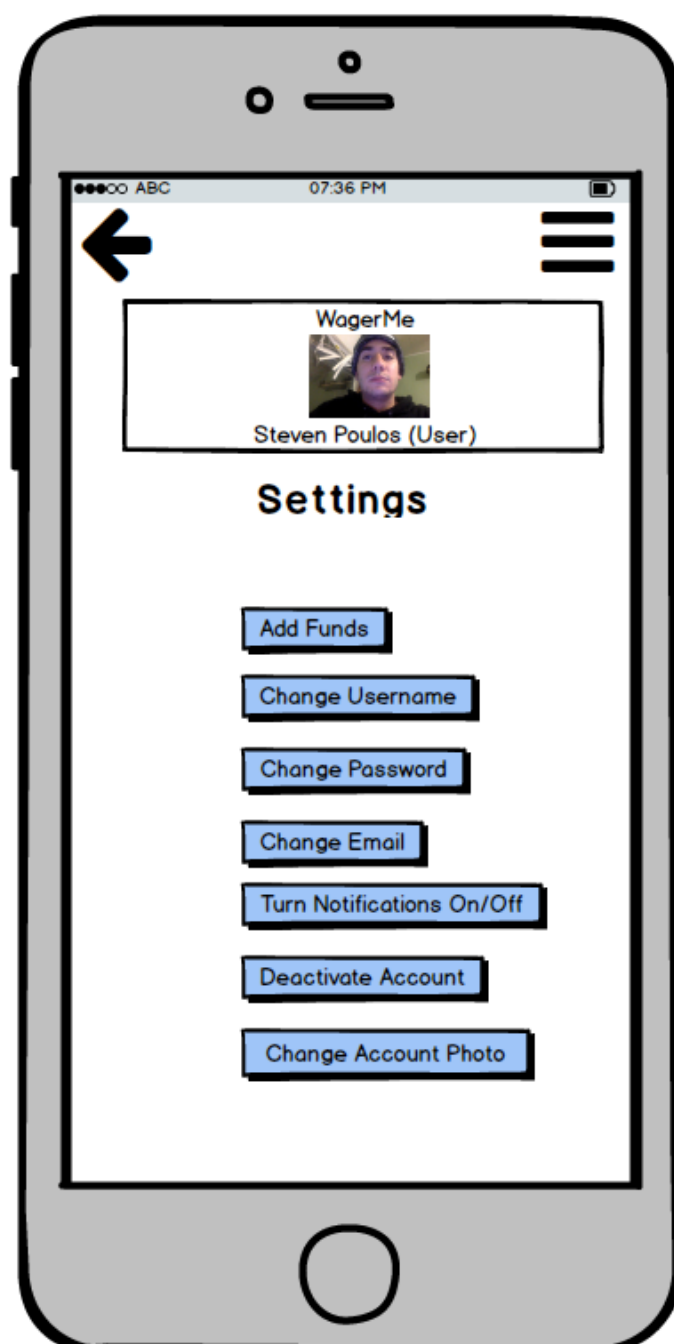 ABC 07:36 PM
WagerMe
Steven Poulos (User)
Settings
Add Funds
Change Username
Change Password
Change Email
Turn Notifications On/Off
Deactivate Account
Change Account Photo